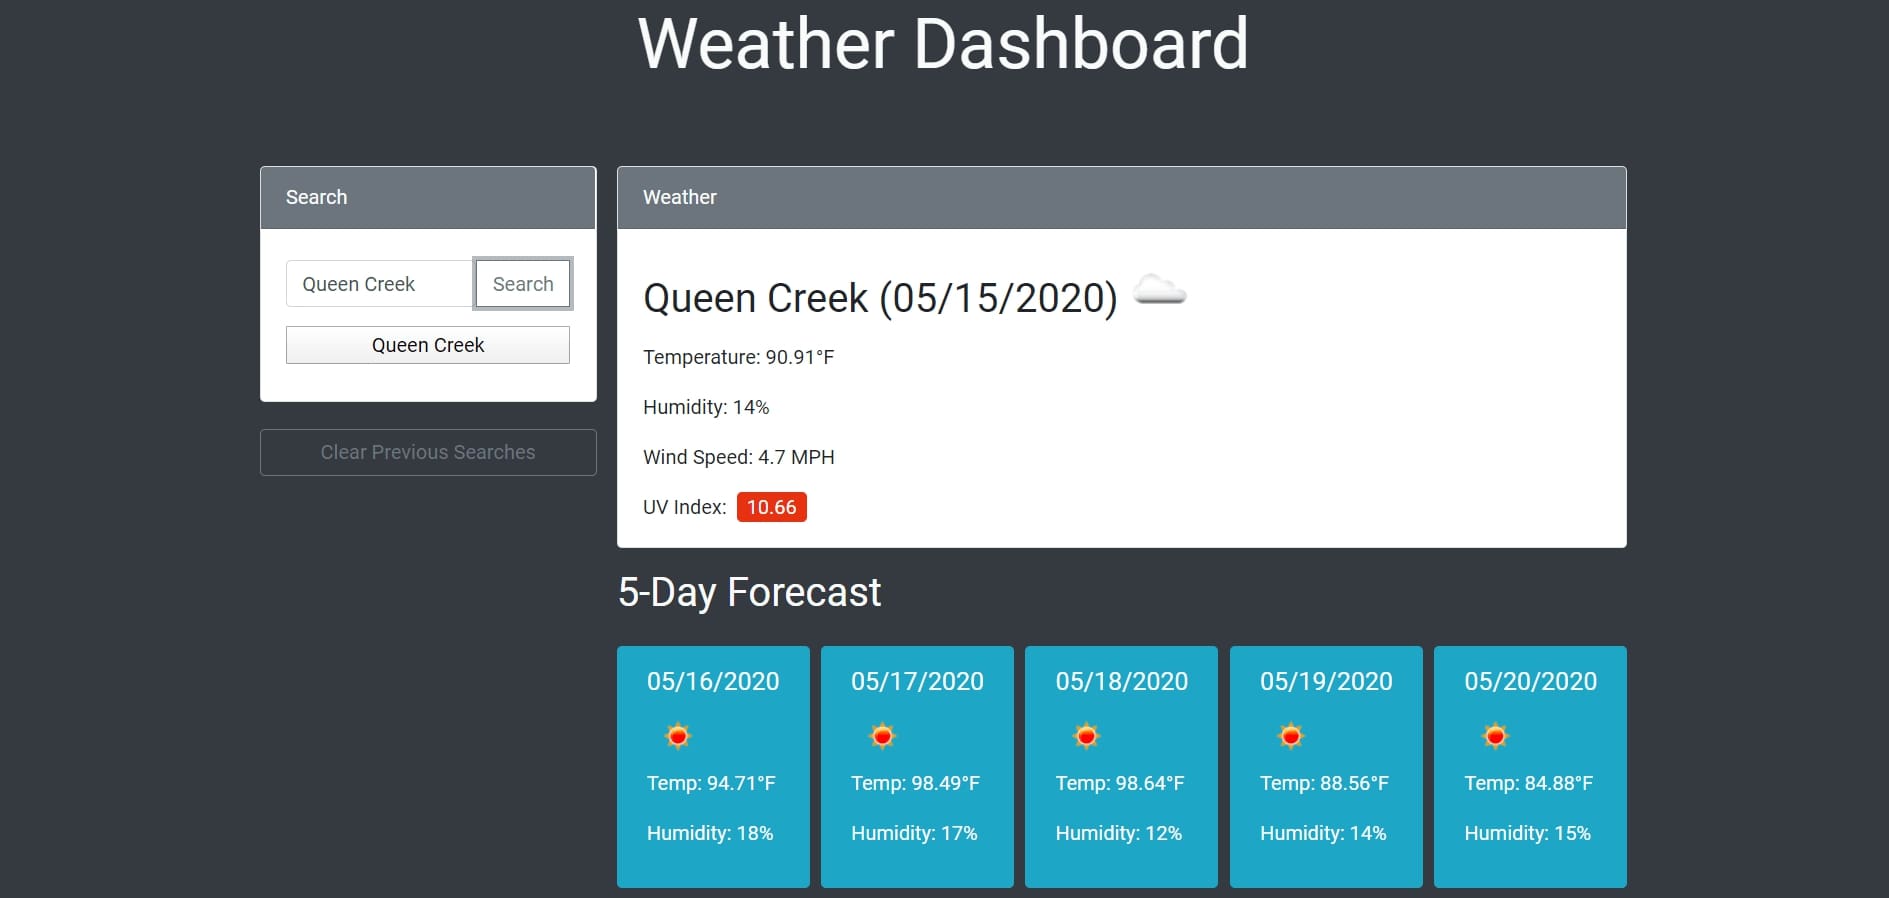 Weather Dashboard
Search
Queen Creek Search
Queen Creek
Clear Previous Searches
Weather
Queen Creek (05/15/2020)
Temperature: 90.91°F
Humidity: 14%
Wind Speed: 4.7 MPH
UV Index: 10.66
5-Day Forecast
05/16/2020
Temp: 94.71°F
Humidity: 18%
05/17/2020
Temp: 98.49°F
Humidity: 17%
05/18/2020
Temp: 98.64°F
Humidity: 12%
05/19/2020
Temp: 88.56°F
Humidity: 14%
05/20/2020
Temp: 84.88°F
Humidity: 15%